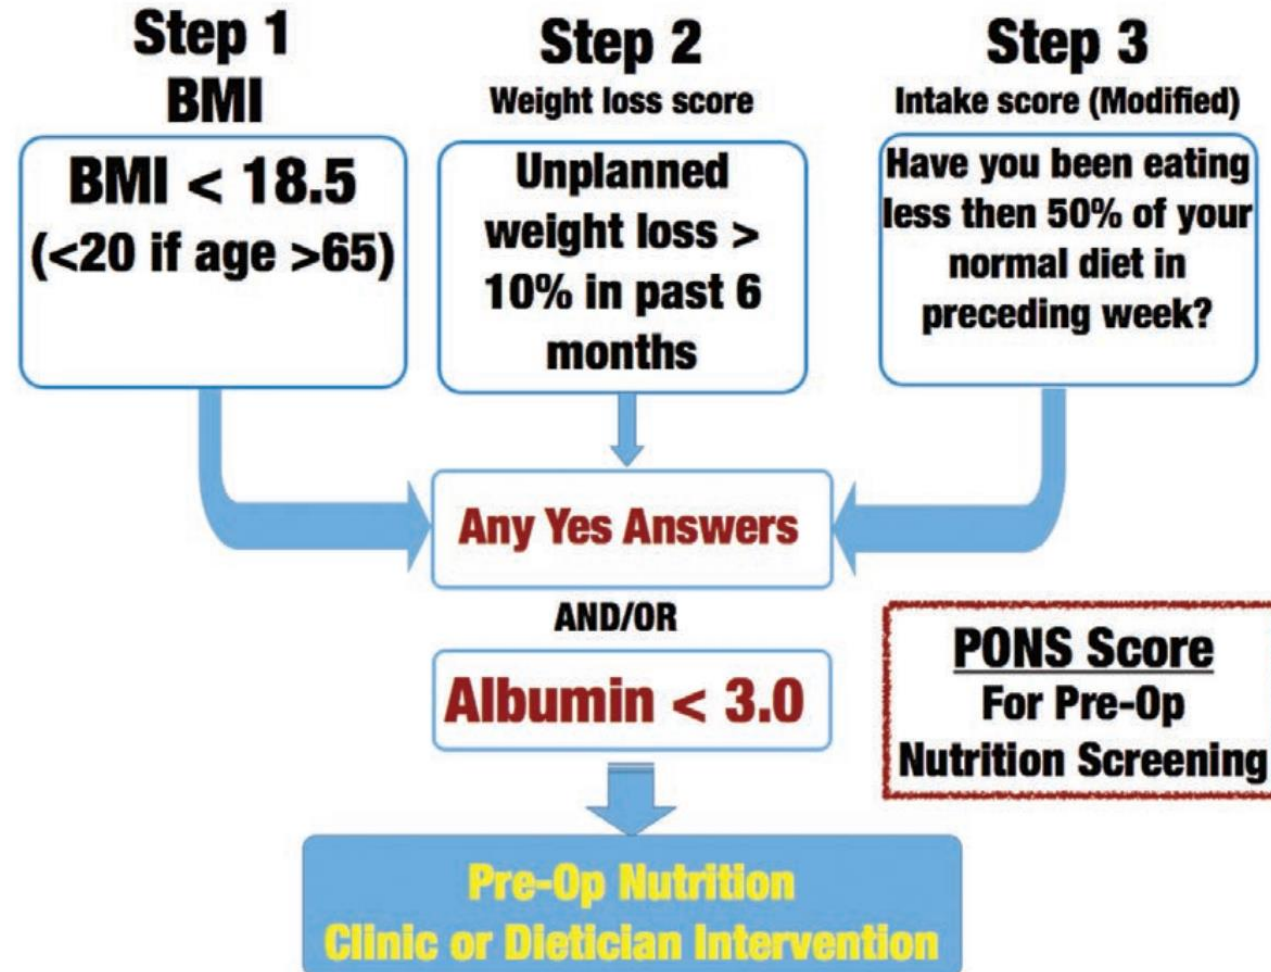 Step 1
BMI
BMI < 18.5
(<20 if age >65)
Step 2
Weight loss score
Unplanned
weight loss >
10% in past 6
months
Step 3
Intake score (Modified)
Have you been eating
less then 50% of your
normal diet in
preceding week?
Any Yes Answers
AND/OR
Albumin < 3.0
PONS Score
For Pre-Op
Nutrition Screening
Pre-Op Nutrition
Clinic or Dietician Intervention